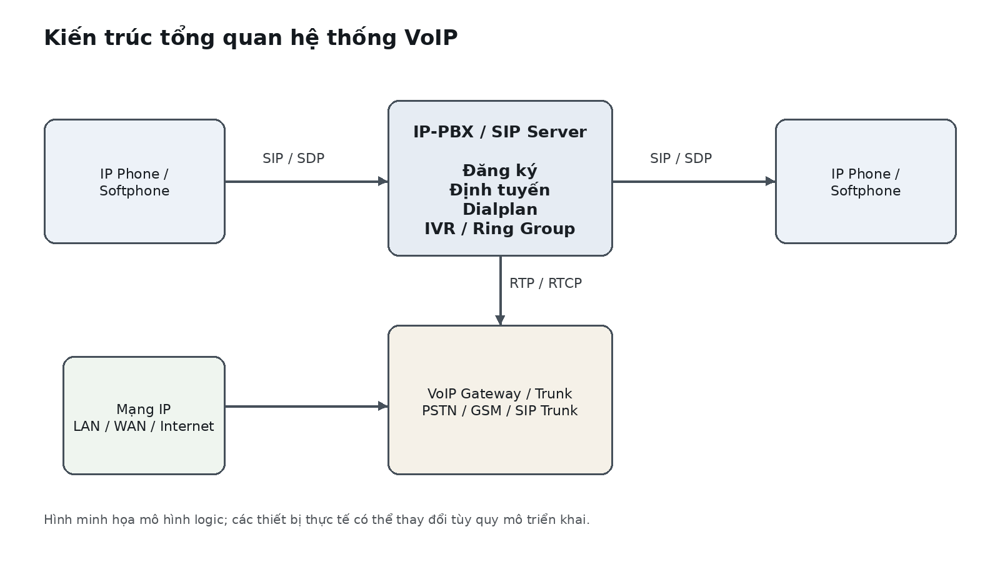 Kiến trúc tổng quan hệ thống VoIP
IP Phone /
Softphone
SIP / SDP
IP-PBX / SIP Server
Đăng ký
Định tuyến
Dialplan
IVR / Ring Group
SIP / SDP
IP Phone /
Softphone
RTP / RTCP
Mạng IP
LAN / WAN / Internet
VoIP Gateway / Trunk
PSTN / GSM / SIP Trunk
Hình minh họa mô hình logic; các thiết bị thực tế có thể thay đổi tùy quy mô triển khai.